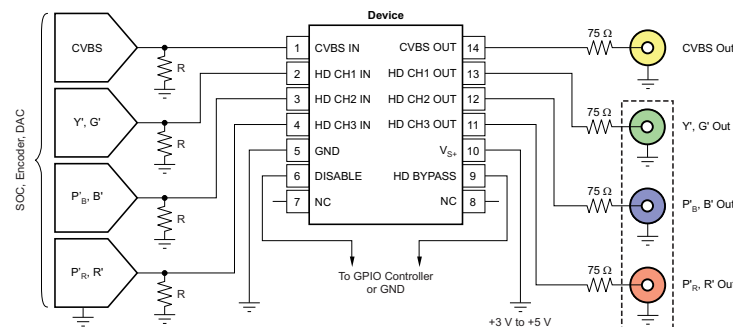 Device
SOC, Encoder, DAC
CVBS
R
Y', G'
R
P'B, B'
R
P'R, R'
R
1 CVBS IN CVBS OUT 14
2 HD CH1 IN HD CH1 OUT 13
3 HD CH2 IN HD CH2 OUT 12
4 HD CH3 IN HD CH3 OUT 11
5 GND VS+ 10
6 DISABLE HD BYPASS 9
7 NC NC 8
To GPIO Controller
or GND
+3 V to +5 V
75 Ω
CVBS Out
75 Ω
Y', G' Out
75 Ω
P'B, B' Out
75 Ω
P'R, R' Out